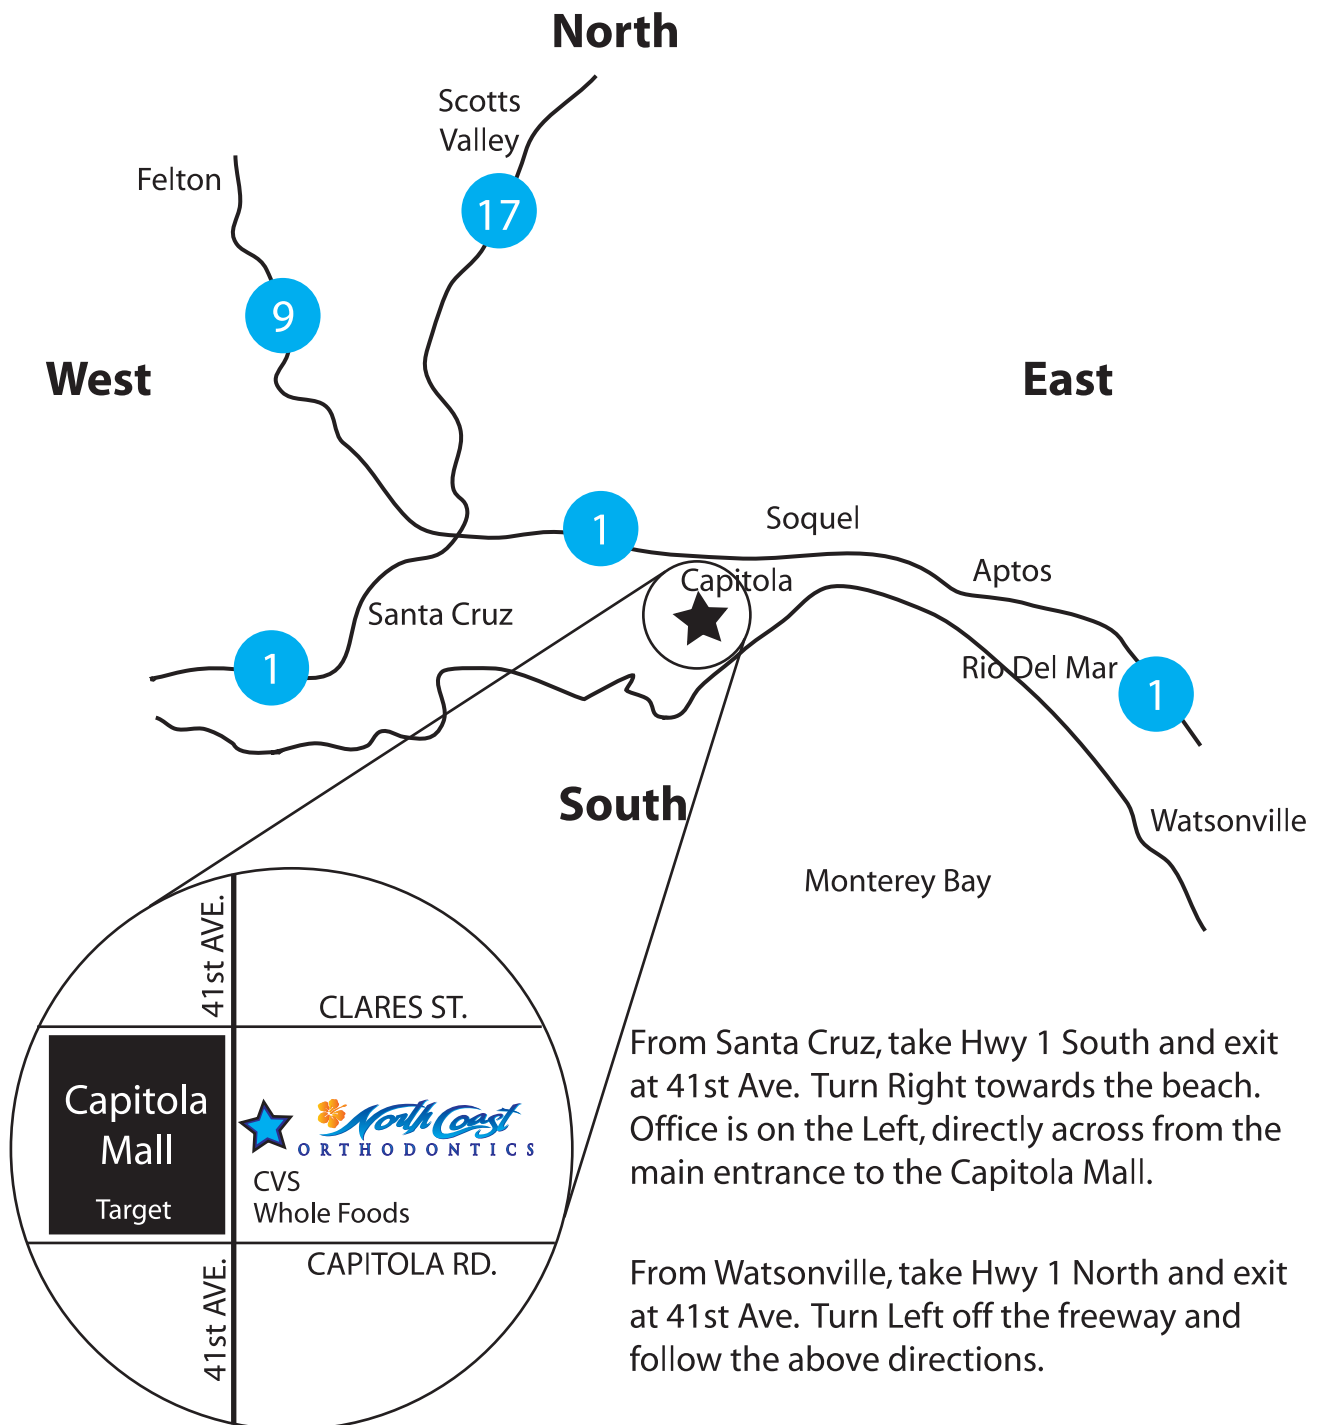 North
Scotts
Valley
Felton
17
9
West
East
1
Soquel
Capitola
Aptos
Santa Cruz
1
Rio Del Mar
1
South
Watsonville
Monterey Bay
41st AVE.
CLARES ST.
Capitola
Mall
Target
North Coast
ORTHODONTICS
CVS
Whole Foods
CAPITOLA RD.
41st AVE.
From Santa Cruz, take Hwy 1 South and exit
at 41st Ave. Turn Right towards the beach.
Office is on the Left, directly across from the
main entrance to the Capitola Mall.
From Watsonville, take Hwy 1 North and exit
at 41st Ave. Turn Left off the freeway and
follow the above directions.